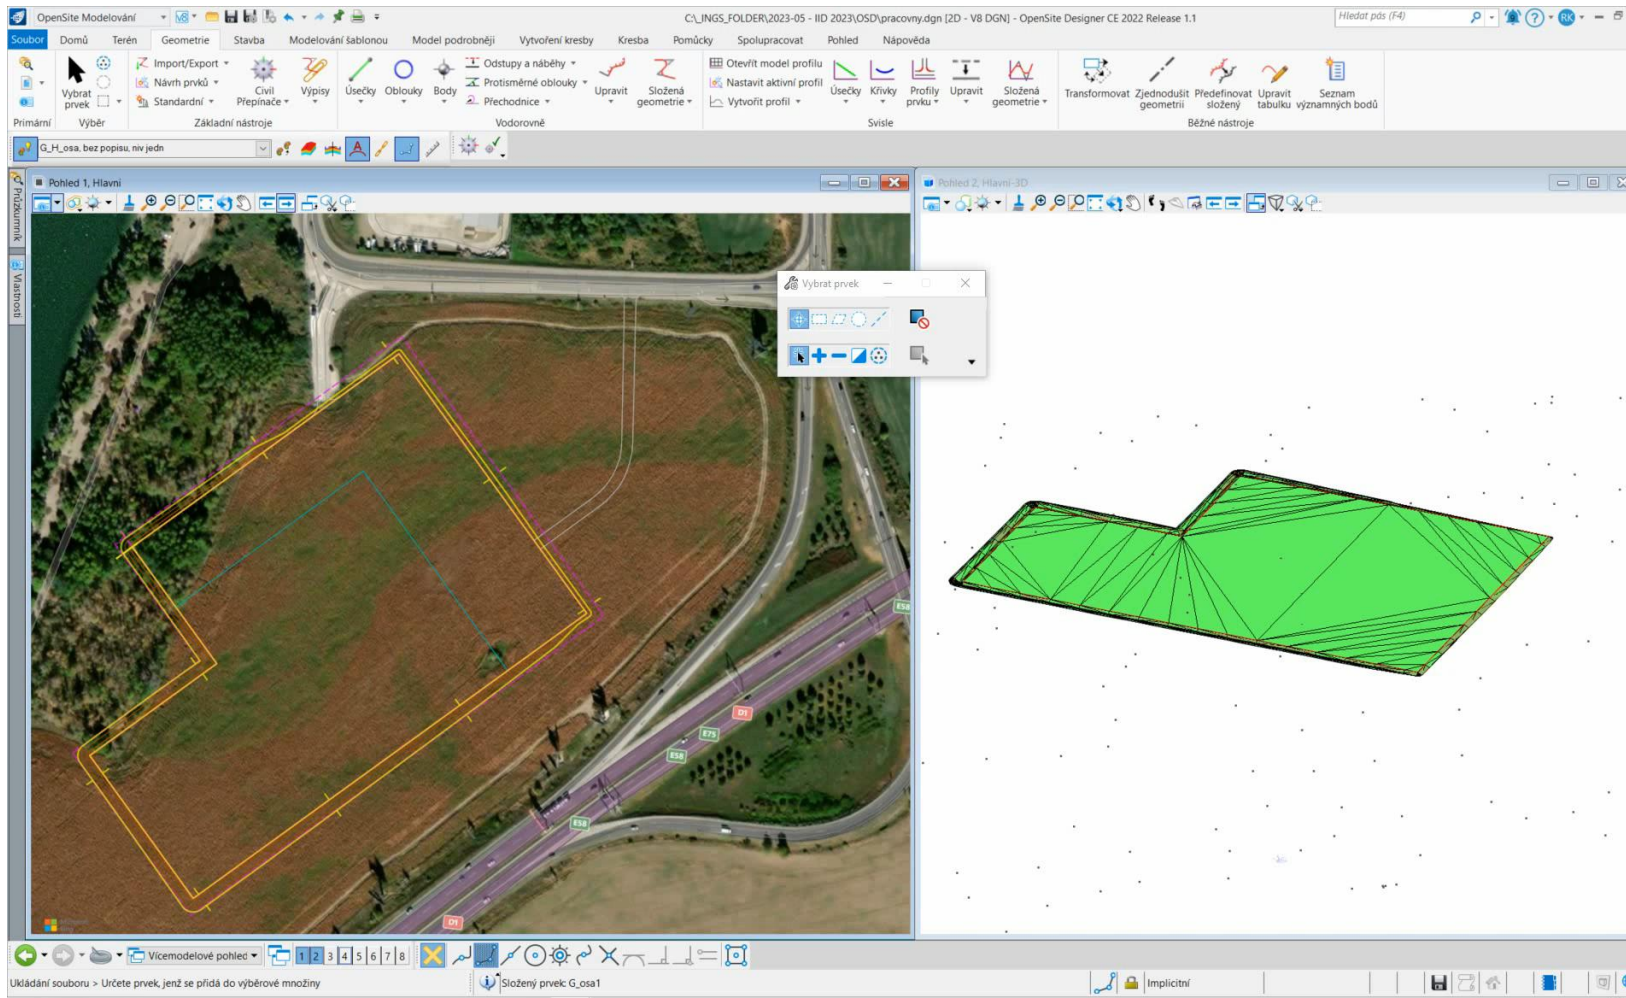 OpenSite Modelování
C:\_INGS_FOLDER\2023-05 - IID 2023\OSD\pracovny.dgn [2D - V8 DGN] - OpenSite Designer CE 2022 Release 1.1
Hledat pás (F4)
RK
Soubor Domů Terén Geometrie Stavba Modelování šablonou Model podrobněji Vytvoření kresby Kresba Pomůcky Spolupracovat Pohled Nápověda
Import/Export
Návrh prvků
Standardní
Vybrat prvek
Civil Přepínače
Výpisy
Úsečky
Oblouky
Body
Odstupy a náběhy
Protisměrné oblouky
Přechodnice
Upravit
Složená geometrie
Otevřít model profilu
Nastavit aktivní profil
Vytvořit profil
Úsečky
Křivky
Profily prvku
Upravit
Složená geometrie
Transformovat
Zjednodušit geometrii
Předefinovat složený
Upravit tabulku
Seznam významných bodů
Primární Výběr Základní nástroje Vodorovně Svisle Běžné nástroje
G_H_osa, bez popisu, niv jedn
Průzkumník
Vlastnosti
Pohled 1, Hlavni
Pohled 2, Hlavni-3D
Vybrat prvek
E58
D1
E75
E58
E58
D1
Vícemodelové pohled
1 2 3 4 5 6 7 8
Ukládání souboru > Určete prvek, jenž se přidá do výběrové množiny
Složený prvek: G_osa1
Implicitní